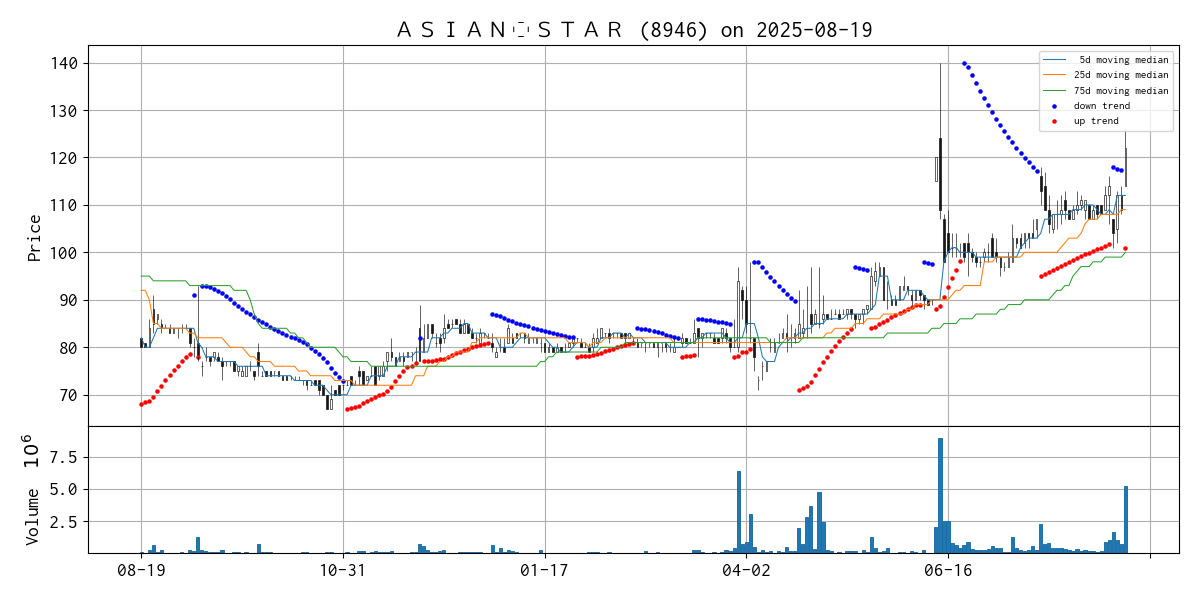 ＡＳＩＡＮ　ＳＴＡＲ (8946) on 2025-08-19
140
130
120
110
100
90
80
70
Price
5d moving median
25d moving median
75d moving median
down trend
up trend
7.5
5.0
2.5
Volume 10⁶
08-19
10-31
01-17
04-02
06-16